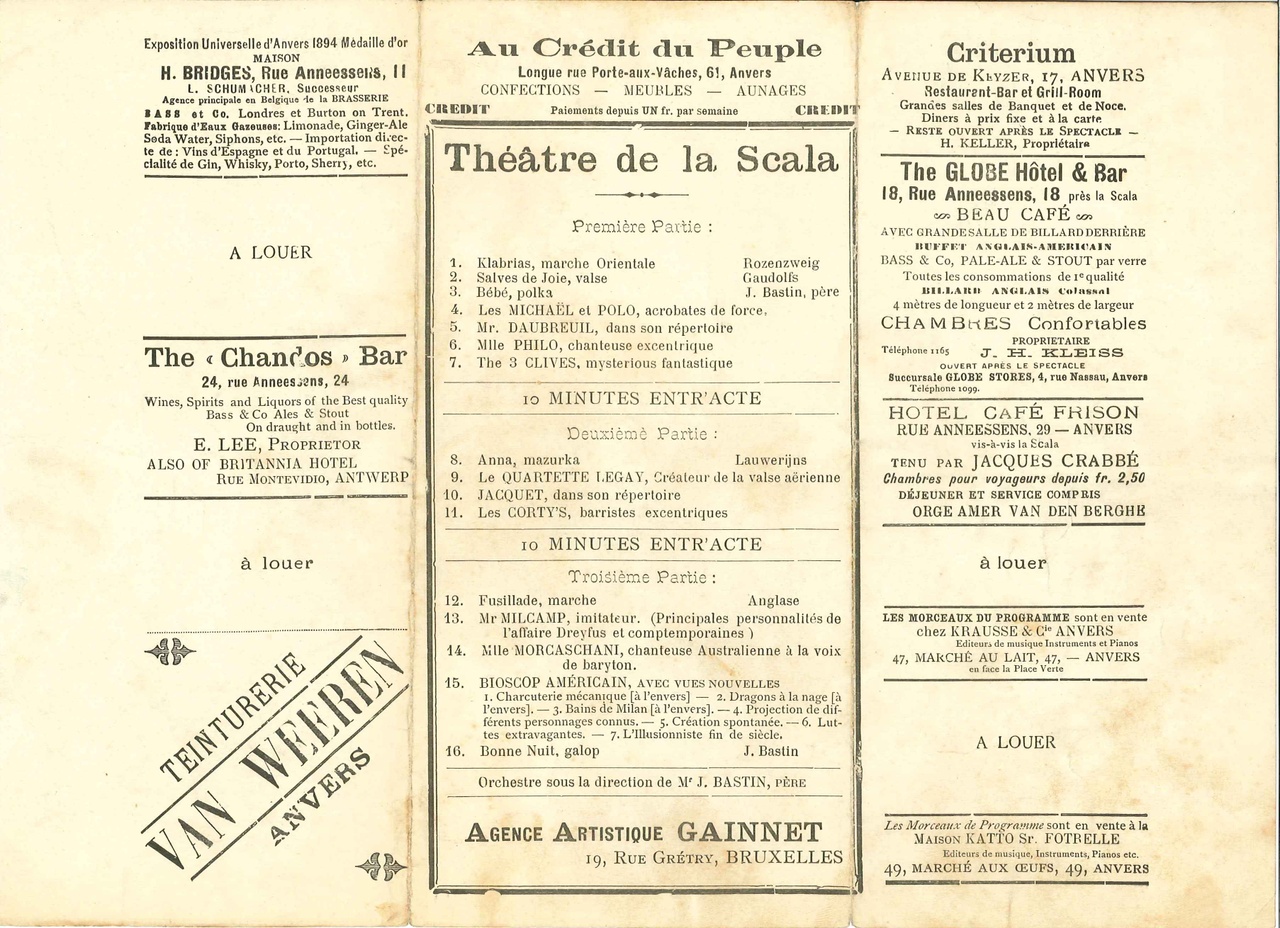 Exposition Universelle d'Anvers 1894 Médaille d'or
MAISON
H. BRIDGES, Rue Anneessens, 11
L. SCHUMACHER, Successeur
Agence principale en Belgique de la BRASSERIE
BASS et Co. Londres et Burton on Trent.
Fabrique d'Eaux Gazeuses: Limonade, Ginger-Ale
Seda Water, Siphons, etc. — Importation direc-
te de : Vins d'Espagne et du Portugal. — Spé-
cialité de Gin, Whisky, Porto, Sherry, etc.
A LOUER
The « Chandos » Bar
24, rue Anneessens, 24
Wines, Spirits and Liquors of the Best quality
Bass & Co Ales & Stout
On draught and in bottles.
E. LEE, PROPRIETOR
ALSO OF BRITANNIA HOTEL
RUE MONTEVIDIO, ANTWERP
à louer
TEINTURERIE
VAN WEEREN
ANVERS
Au Crédit du Peuple
Longue rue Porte-aux-Vâches, 61, Anvers
CONFECTIONS — MEUBLES — AUNAGES
CREDIT Paiements depuis UN fr. par semaine CREDIT
Théâtre de la Scala
Première Partie :
1. Klabrias, marche Orientale Rozenzweig
2. Salves de Joie, valse Gaudolfs
3. Bébé, polka J. Bastin, père
4. Les MICHAËL et POLO, acrobates de force.
5. Mr. DAUBREUIL, dans son répertoire
6. Mlle PHILO, chanteuse excentrique
7. The 3 CLIVES, mysterious fantastique
10 MINUTES ENTR'ACTE
Deuxième Partie :
8. Anna, mazurka Lauwerijns
9. Le QUARTETTE LEGAY, Créateur de la valse aérienne
10. JACQUET, dans son répertoire
11. Les CORTY'S, barristes excentriques
10 MINUTES ENTR'ACTE
Troisième Partie :
12. Fusillade, marche Anglase
13. Mr MILCAMP, imitateur. (Principales personnalités de
l'affaire Dreyfus et comptemporaines )
14. Mlle MORCASCHANI, chanteuse Australienne à la voix
de baryton.
15. BIOSCOP AMÉRICAIN, AVEC VUES NOUVELLES
1. Charcuterie mécanique [à l'envers] — 2. Dragons à la nage [à
l'envers]. — 3. Bains de Milan [à l'envers]. — 4. Projection de dif-
férents personnages connus. — 5. Création spontanée. — 6. Lut-
tes extravagantes. — 7. L'Illusionniste fin de siècle.
16. Bonne Nuit, galop J. Bastin
Orchestre sous la direction de Mr J. BASTIN, PÈRE
AGENCE ARTISTIQUE GAINNET
19, RUE GRÉTRY, BRUXELLES
Criterium
AVENUE DE KEYZER, 17, ANVERS
Restaurant-Bar et Grill-Room
Grandes salles de Banquet et de Noce.
Diners à prix fixe et à la carte
— RESTE OUVERT APRÈS LE SPECTACLE —
H. KELLER, Propriétaire
The GLOBE Hôtel & Bar
18, Rue Anneessens, 18 près la Scala
BEAU CAFÉ
AVEC GRANDE SALLE DE BILLARD DERRIÈRE
BUFFET ANGLAIS-AMERICAIN
BASS & Co, PALE-ALE & STOUT par verre
Toutes les consommations de 1e qualité
BILLARD ANGLAIS Colossal
4 mètres de longueur et 2 mètres de largeur
CHAMBRES Confortables
PROPRIETAIRE
Téléphone 1165 J. H. KLEISS
OUVERT APRÈS LE SPECTACLE
Succursale GLOBE STORES, 4, rue Nassau, Anvers
Téléphone 1099.
HOTEL CAFÉ FRISON
RUE ANNEESSENS, 29 — ANVERS
vis-à-vis la Scala
TENU PAR JACQUES CRABBÉ
Chambres pour voyageurs depuis fr. 2,50
DÉJEUNER ET SERVICE COMPRIS
ORGE AMER VAN DEN BERGHE
à louer
LES MORCEAUX DU PROGRAMME sont en vente
chez KRAUSSE & Cie ANVERS
Editeurs de musique Instruments et Pianos
47, MARCHÉ AU LAIT, 47, — ANVERS
en face la Place Verte
A LOUER
Les Morceaux de Programme sont en vente à la
MAISON KATTO Sr. FOTRELLE
Editeurs de musique, Instruments, Pianos etc.
49, MARCHÉ AUX ŒUFS, 49, ANVERS